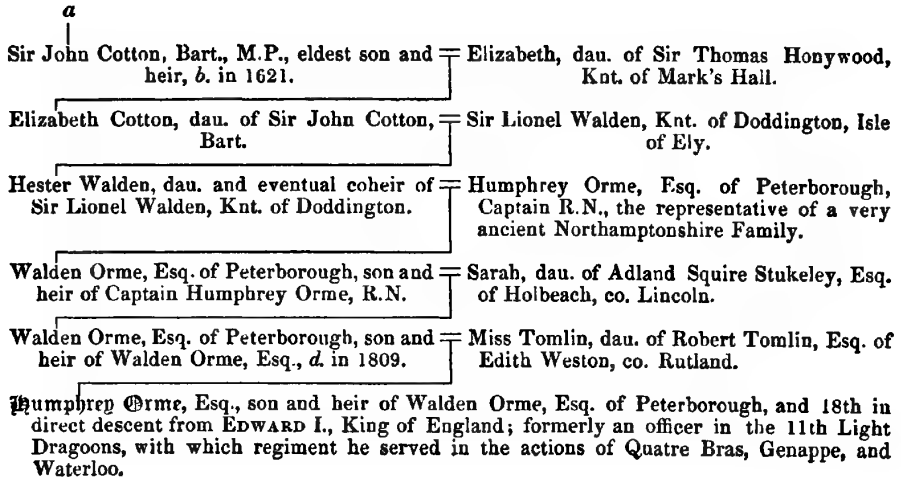 a
Sir John Cotton, Bart., M.P., eldest son and = Elizabeth, dau. of Sir Thomas Honywood,
heir, b. in 1621. Knt. of Mark's Hall.
Elizabeth Cotton, dau. of Sir John Cotton, = Sir Lionel Walden, Knt. of Doddington, Isle
Bart. of Ely.
Hester Walden, dau. and eventual coheir of = Humphrey Orme, Esq. of Peterborough,
Sir Lionel Walden, Knt. of Doddington. Captain R.N., the representative of a very
ancient Northamptonshire Family.
Walden Orme, Esq. of Peterborough, son and = Sarah, dau. of Adland Squire Stukeley, Esq.
heir of Captain Humphrey Orme, R.N. of Holbeach, co. Lincoln.
Walden Orme, Esq. of Peterborough, son and = Miss Tomlin, dau. of Robert Tomlin, Esq. of
heir of Walden Orme, Esq., d. in 1809. Edith Weston, co. Rutland.
Humphrey Orme, Esq., son and heir of Walden Orme, Esq. of Peterborough, and 18th in
direct descent from EDWARD I., King of England; formerly an officer in the 11th Light
Dragoons, with which regiment he served in the actions of Quatre Bras, Genappe, and
Waterloo.